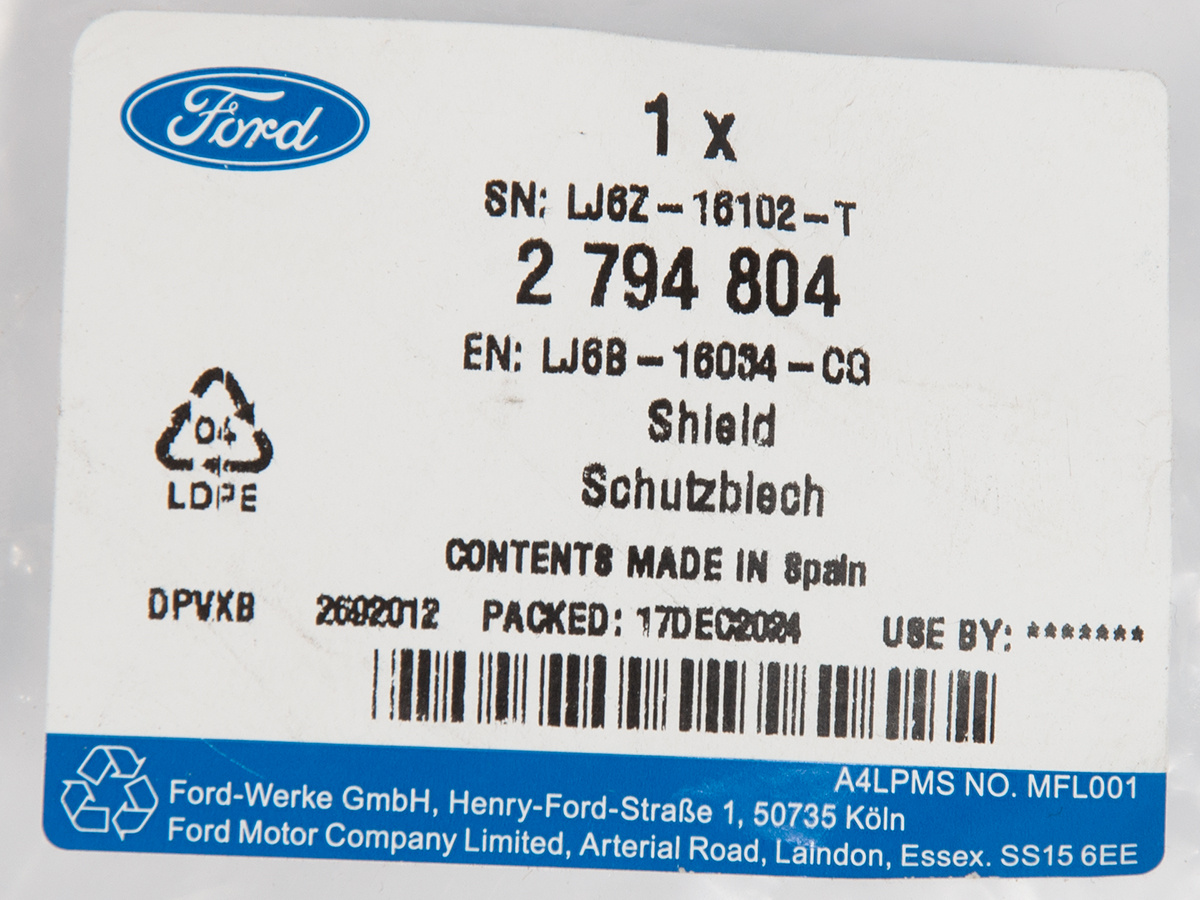 Ford
1 x
SN: LJ6Z-16102-T
2 794 804
EN: LJ6B-16034-CG
Shield
Schutzblech
04
LDPE
CONTENTS MADE IN Spain
DPVXB 2692012 PACKED: 17DEC2024 USE BY: *******
A4LPMS NO. MFL001
Ford-Werke GmbH, Henry-Ford-Straße 1, 50735 Köln
Ford Motor Company Limited, Arterial Road, Laindon, Essex. SS15 6EE